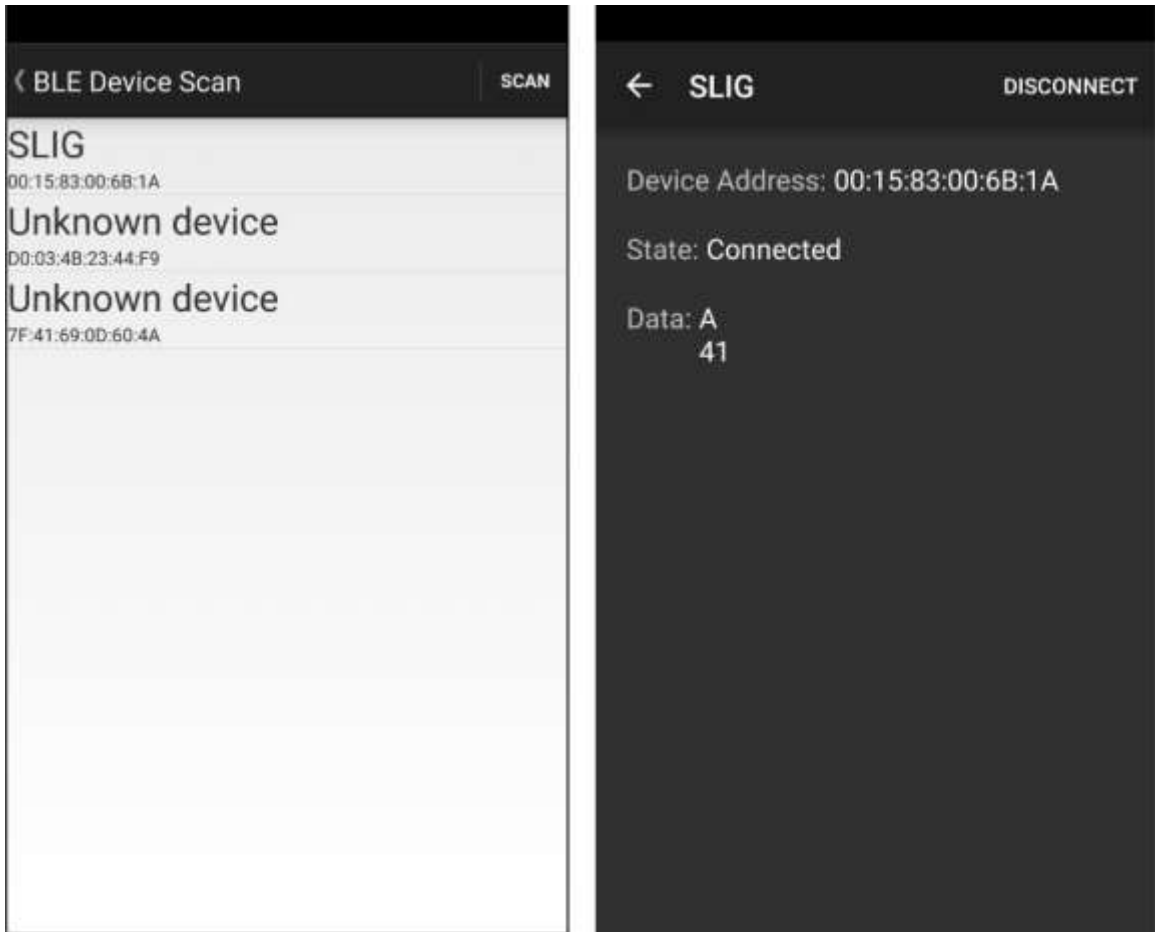 BLE Device Scan
SCAN
SLIG
00:15:83:00:6B:1A
Unknown device
D0:03:4B:23:44:F9
Unknown device
7F:41:69:0D:60:4A
SLIG
DISCONNECT
Device Address: 00:15:83:00:6B:1A
State: Connected
Data: A
41